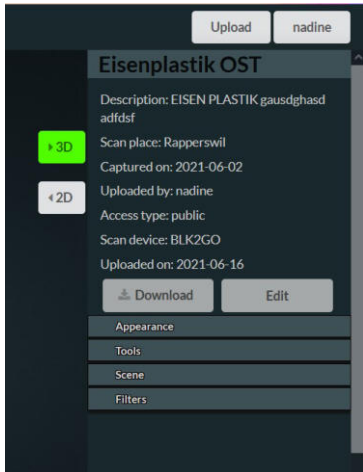 Upload nadine
Eisenplastik OST
Description: EISEN PLASTIK gausdghasd
adfdsf
3D
Scan place: Rapperswil
Captured on: 2021-06-02
2D
Uploaded by: nadine
Access type: public
Scan device: BLK2GO
Uploaded on: 2021-06-16
Download Edit
Appearance
Tools
Scene
Filters